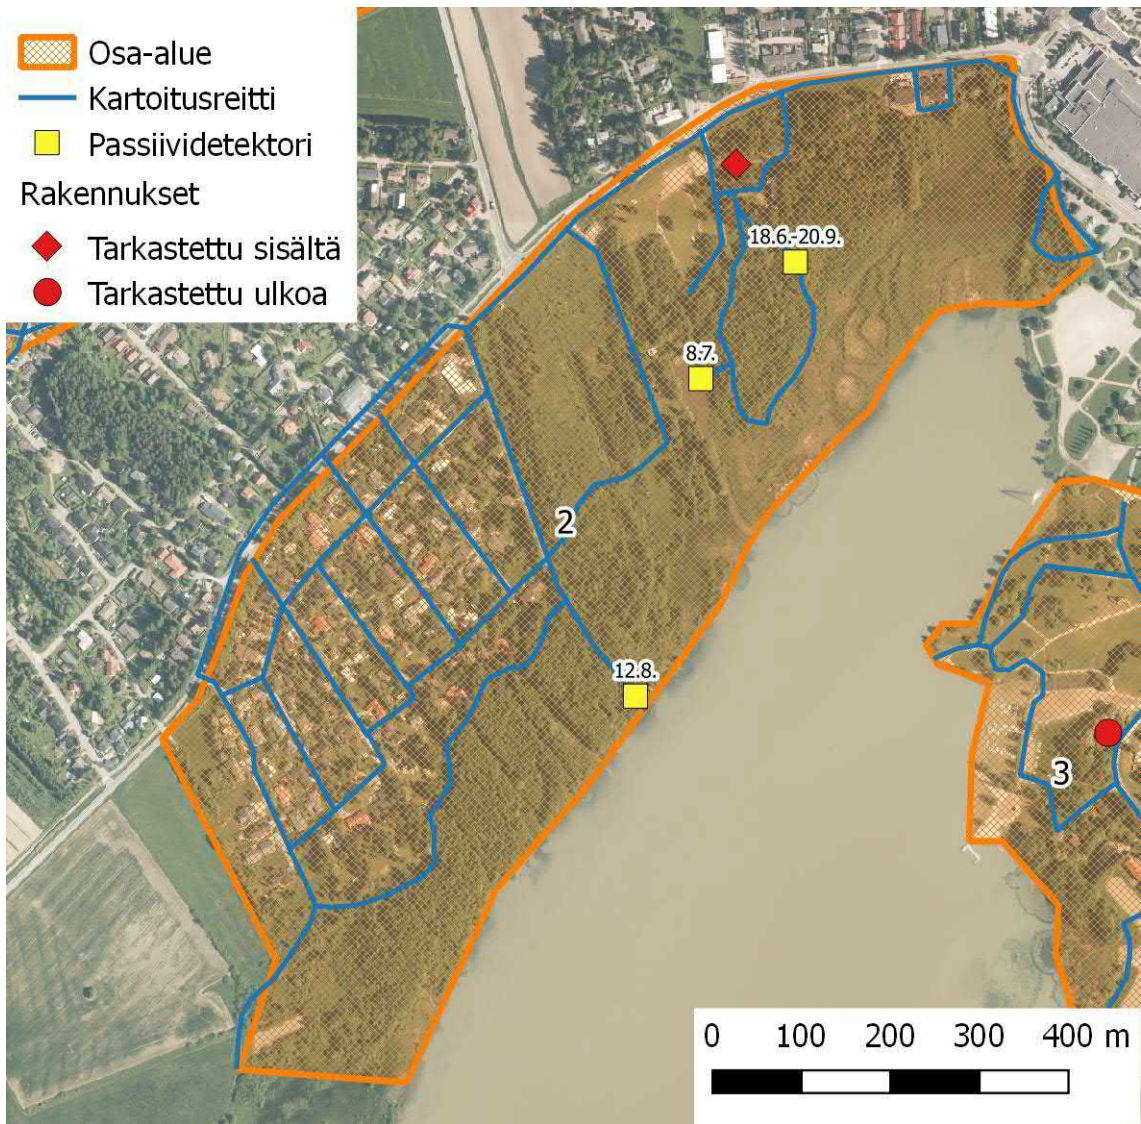 Osa-alue
Kartoitusreitti
Passiividetektori
Rakennukset
Tarkastettu sisältä
Tarkastettu ulkoa
18.6.-20.9.
8.7.
2
12.8.
3
0 100 200 300 400 m